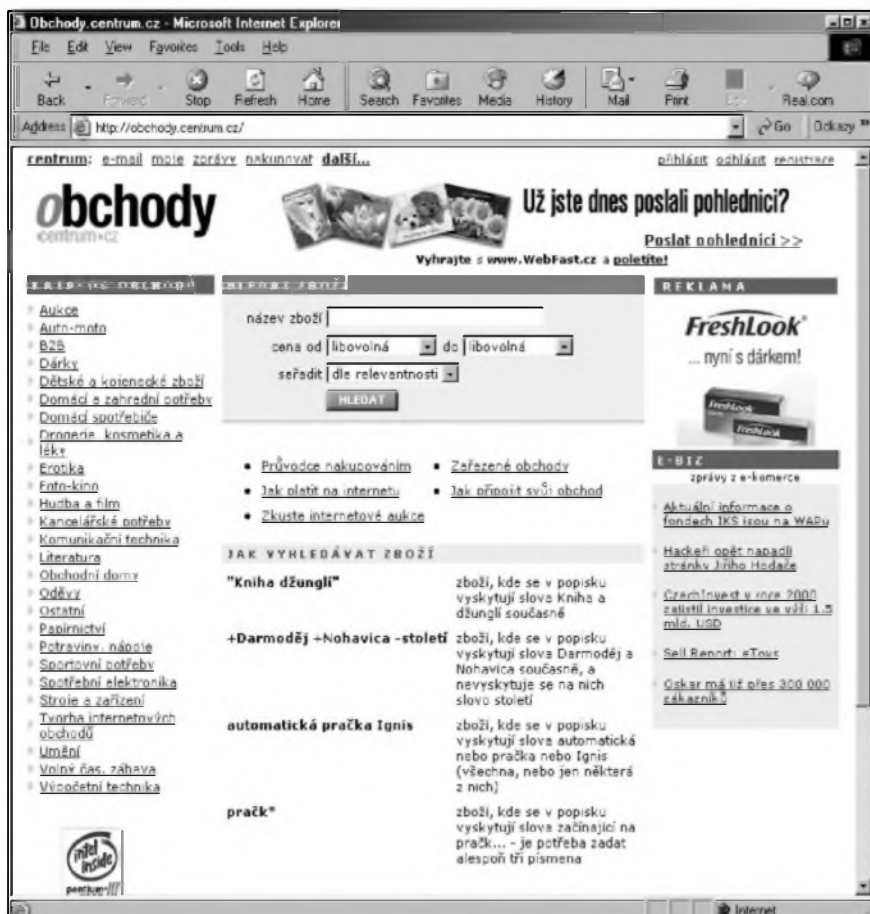 Obchody.centrum.cz - Microsoft Internet Explorer
File Edit View Favorites Tools Help
Back Forward Stop Refresh Home Search Favorites Media History Mail Print Edit Real.com
Address http://obchody.centrum.cz/ Go Odkazy »
centrum: e-mail moje zprávy nakupovat další... přihlásit odhlásit registrace
obchody
centrum.cz
Už jste dnes poslali pohlednici?
Poslat pohlednici >>
Vyhrajte s www.WebFast.cz a poletíte!
Aukce
Auto-moto
B2B
Dárky
Dětské a kojenecké zboží
Domácí a zahradní potřeby
Domácí spotřebiče
Drogerie, kosmetika a
léky
Erotika
Foto-kino
Hudba a film
Kancelářské potřeby
Komunikační technika
Literatura
Obchodní domy
Oděvy
Ostatní
Papírnictví
Potraviny, nápoje
Sportovní potřeby
Spotřební elektronika
Stroje a zařízení
Tvorba internetových
obchodů
Umění
Volný čas, zábava
Výpočetní technika
intel
inside
pentium III
HLEDÁNÍ ZBOŽÍ
název zboží
cena od libovolná do libovolná
seřadit dle relevantnosti
HLEDAT
• Průvodce nakupováním • Zařazené obchody
• Jak platit na internetu • Jak připojit svůj obchod
• Zkuste internetové aukce
JAK VYHLEDÁVAT ZBOŽÍ
"Kniha džunglí" zboží, kde se v popisku
vyskytují slova Kniha a
džunglí současně
+Darmoděj +Nohavica -století zboží, kde se v popisku
vyskytují slova Darmoděj a
Nohavica současně, a
nevyskytuje se na nich
slovo století
automatická pračka Ignis zboží, kde se v popisku
vyskytují slova automatická
nebo pračka nebo Ignis
(všechna, nebo jen některá
z nich)
pračk* zboží, kde se v popisku
vyskytují slova začínající na
pračk... - je potřeba zadat
alespoň tři písmena
REKLAMA
FreshLook
... nyní s dárkem!
FreshLook
FreshLook
E-BIZ
zprávy z e-komerce
Aktuální informace o
fondech IKS jsou na WAPu
Hackeři opět napadli
stránky Jiřího Hodače
CzechInvest v roce 2000
zajistil investice ve výši 1.5
mld. USD
Sell Report: eToys
Oskar má již přes 300 000
zákazníků
Internet